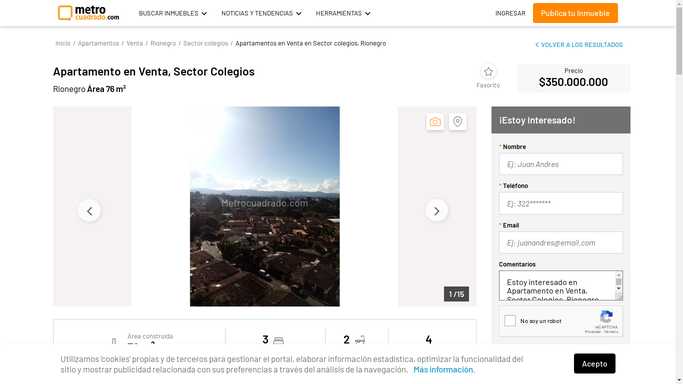 metro
cuadrado.com
BUSCAR INMUEBLES
NOTICIAS Y TENDENCIAS
HERRAMIENTAS
INGRESAR
Publica tu Inmueble
Inicio / Apartamentos / Venta / Rionegro / Sector colegios / Apartamentos en Venta en Sector colegios, Rionegro
VOLVER A LOS RESULTADOS
Apartamento en Venta, Sector Colegios
Rionegro Área 76 m²
Favorito
Precio
$350.000.000
Metrocuadrado.com
1 /15
¡Estoy Interesado!
* Nombre
Ej: Juan Andres
* Teléfono
Ej: 322*******
* Email
Ej: juanandres@email.com
Comentarios
Estoy interesado en
Apartamento en Venta,
Sector Colegios, Rionegro
No soy un robot
reCAPTCHA
Privacidad - Términos
Área construida
3
2
4
Utilizamos 'cookies' propias y de terceros para gestionar el portal, elaborar información estadística, optimizar la funcionalidad del
sitio y mostrar publicidad relacionada con sus preferencias a través del análisis de la navegación. Más información.
Acepto